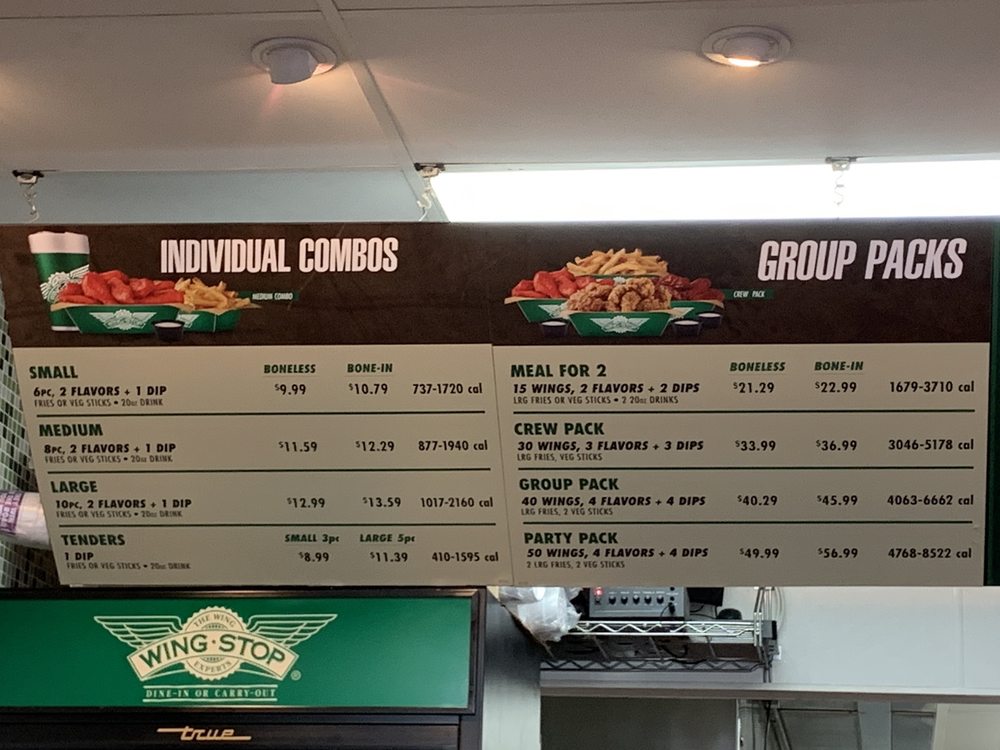 INDIVIDUAL COMBOS
MEDIUM COMBO
SMALL BONELESS BONE-IN
6PC, 2 FLAVORS + 1 DIP $9.99 $10.79 737-1720 cal
FRIES OR VEG STICKS • 20oz DRINK
MEDIUM
8PC, 2 FLAVORS + 1 DIP $11.59 $12.29 877-1940 cal
FRIES OR VEG STICKS • 20oz DRINK
LARGE
10PC, 2 FLAVORS + 1 DIP $12.99 $13.59 1017-2160 cal
FRIES OR VEG STICKS • 20oz DRINK
TENDERS SMALL 3pc LARGE 5pc
1 DIP $8.99 $11.39 410-1595 cal
FRIES OR VEG STICKS • 20oz DRINK
GROUP PACKS
CREW PACK
MEAL FOR 2 BONELESS BONE-IN
15 WINGS, 2 FLAVORS + 2 DIPS $21.29 $22.99 1679-3710 cal
LRG FRIES OR VEG STICKS • 2 20oz DRINKS
CREW PACK
30 WINGS, 3 FLAVORS + 3 DIPS $33.99 $36.99 3046-5178 cal
LRG FRIES, VEG STICKS
GROUP PACK
40 WINGS, 4 FLAVORS + 4 DIPS $40.29 $45.99 4063-6662 cal
LRG FRIES, 2 VEG STICKS
PARTY PACK
50 WINGS, 4 FLAVORS + 4 DIPS $49.99 $56.99 4768-8522 cal
2 LRG FRIES, 2 VEG STICKS
THE WING
WING·STOP
EXPERTS
®
DINE-IN OR CARRY-OUT
true